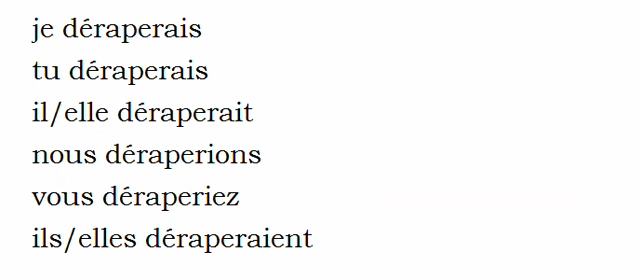 je déraperais
tu déraperais
il/elle déraperait
nous déraperions
vous déraperiez
ils/elles déraperaient